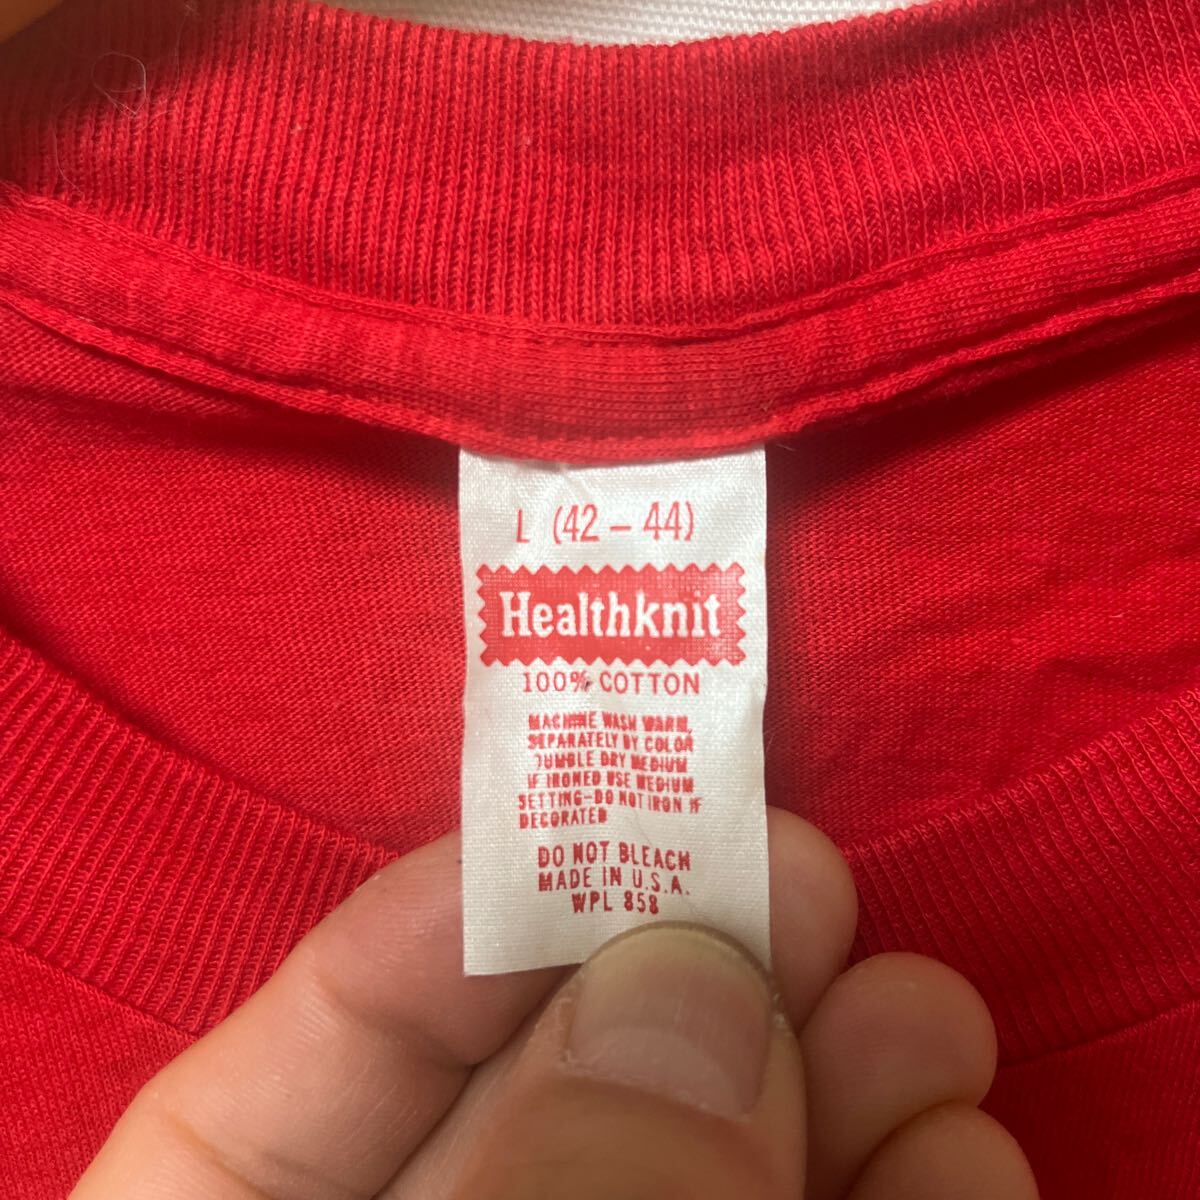 L (42 – 44)
Healthknit
100% COTTON
MACHINE WASH WARM,
SEPARATELY BY COLOR
TUMBLE DRY MEDIUM
IF IRONED USE MEDIUM
SETTING-DO NOT IRON IF
DECORATED
DO NOT BLEACH
MADE IN U.S.A.
WPL 858